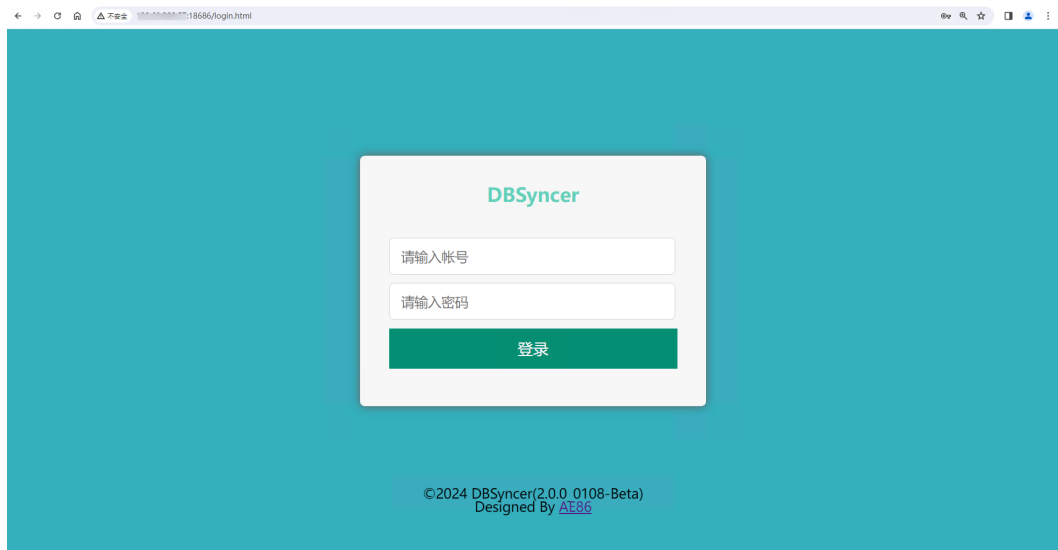 不安全 :18686/login.html
DBSyncer
请输入帐号
请输入密码
登录
©2024 DBSyncer(2.0.0_0108-Beta)
Designed By AE86